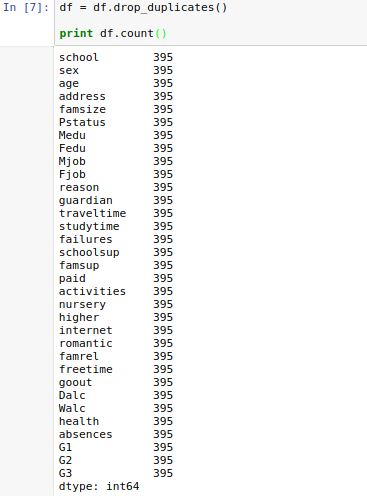 In [7]: df = df.drop_duplicates()
print df.count()
school 395
sex 395
age 395
address 395
famsize 395
Pstatus 395
Medu 395
Fedu 395
Mjob 395
Fjob 395
reason 395
guardian 395
traveltime 395
studytime 395
failures 395
schoolsup 395
famsup 395
paid 395
activities 395
nursery 395
higher 395
internet 395
romantic 395
famrel 395
freetime 395
goout 395
Dalc 395
Walc 395
health 395
absences 395
G1 395
G2 395
G3 395
dtype: int64